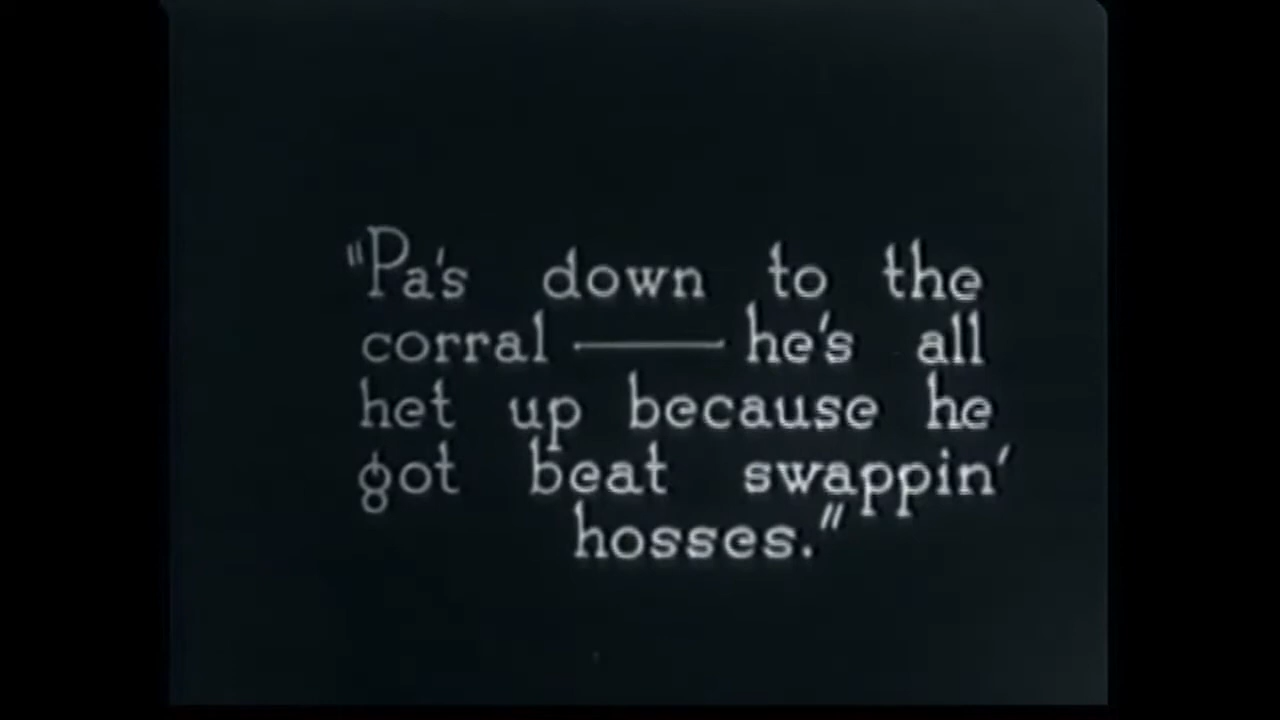 "Pa's down to the
corral —— he's all
het up because he
got beat swappin'
hosses."